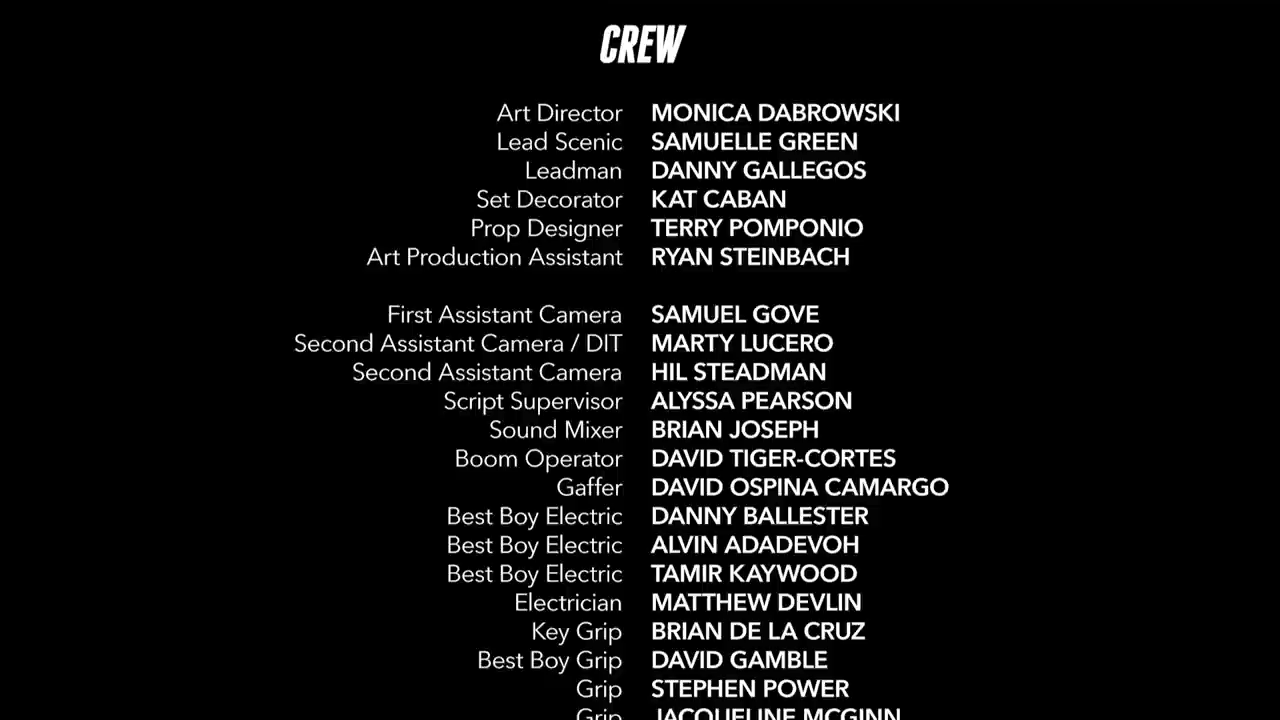 CREW
Art Director MONICA DABROWSKI
Lead Scenic SAMUELLE GREEN
Leadman DANNY GALLEGOS
Set Decorator KAT CABAN
Prop Designer TERRY POMPONIO
Art Production Assistant RYAN STEINBACH
First Assistant Camera SAMUEL GOVE
Second Assistant Camera / DIT MARTY LUCERO
Second Assistant Camera HIL STEADMAN
Script Supervisor ALYSSA PEARSON
Sound Mixer BRIAN JOSEPH
Boom Operator DAVID TIGER-CORTES
Gaffer DAVID OSPINA CAMARGO
Best Boy Electric DANNY BALLESTER
Best Boy Electric ALVIN ADADEVOH
Best Boy Electric TAMIR KAYWOOD
Electrician MATTHEW DEVLIN
Key Grip BRIAN DE LA CRUZ
Best Boy Grip DAVID GAMBLE
Grip STEPHEN POWER
Grip JACQUELINE MCGINN